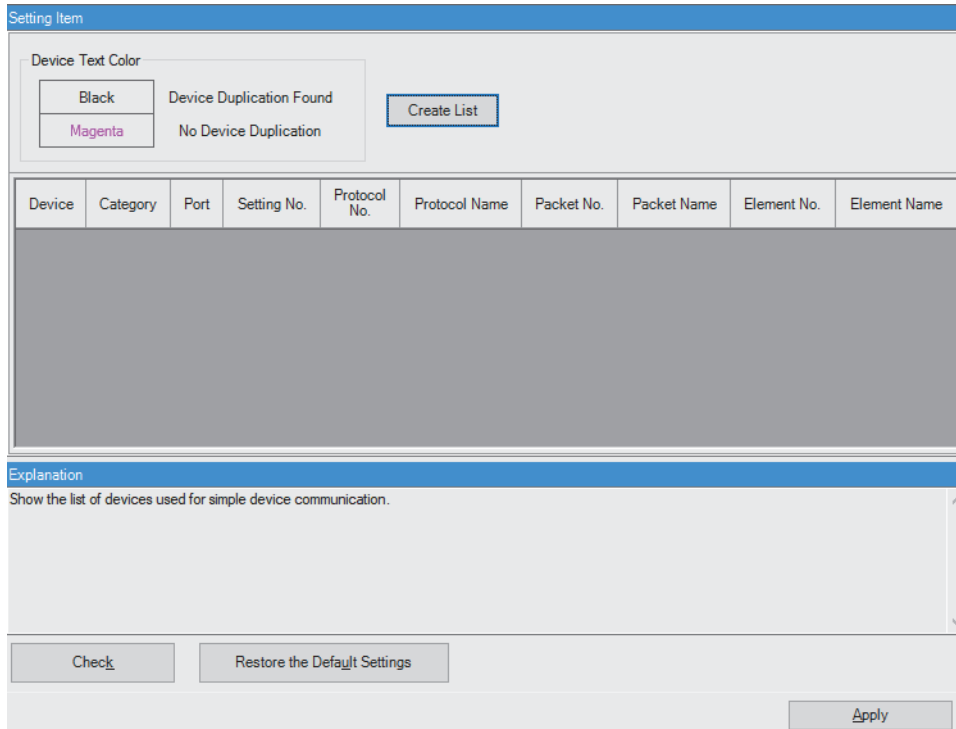 Setting Item
Device Text Color
Black Device Duplication Found
Create List
Magenta No Device Duplication
Device Category Port Setting No. Protocol No. Protocol Name Packet No. Packet Name Element No. Element Name
Explanation
Show the list of devices used for simple device communication.
Check Restore the Default Settings
Apply